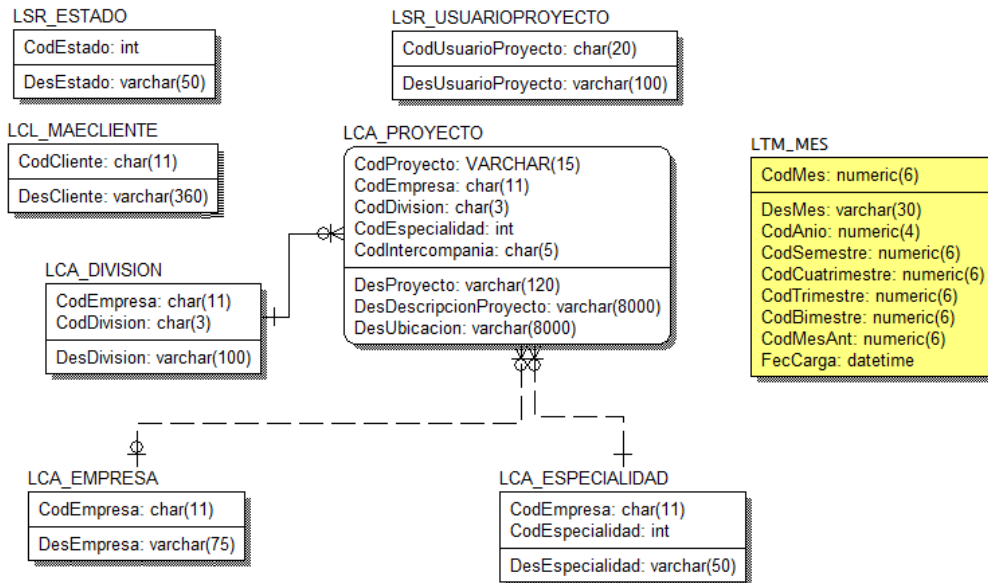 LSR_ESTADO
CodEstado: int
DesEstado: varchar(50)
LSR_USUARIOPROYECTO
CodUsuarioProyecto: char(20)
DesUsuarioProyecto: varchar(100)
LCL_MAECLIENTE
CodCliente: char(11)
DesCliente: varchar(360)
LCA_PROYECTO
CodProyecto: VARCHAR(15)
CodEmpresa: char(11)
CodDivision: char(3)
CodEspecialidad: int
CodIntercompania: char(5)
DesProyecto: varchar(120)
DesDescripcionProyecto: varchar(8000)
DesUbicacion: varchar(8000)
LTM_MES
CodMes: numeric(6)
DesMes: varchar(30)
CodAnio: numeric(4)
CodSemestre: numeric(6)
CodCuatrimestre: numeric(6)
CodTrimestre: numeric(6)
CodBimestre: numeric(6)
CodMesAnt: numeric(6)
FecCarga: datetime
LCA_DIVISION
CodEmpresa: char(11)
CodDivision: char(3)
DesDivision: varchar(100)
LCA_EMPRESA
CodEmpresa: char(11)
DesEmpresa: varchar(75)
LCA_ESPECIALIDAD
CodEmpresa: char(11)
CodEspecialidad: int
DesEspecialidad: varchar(50)